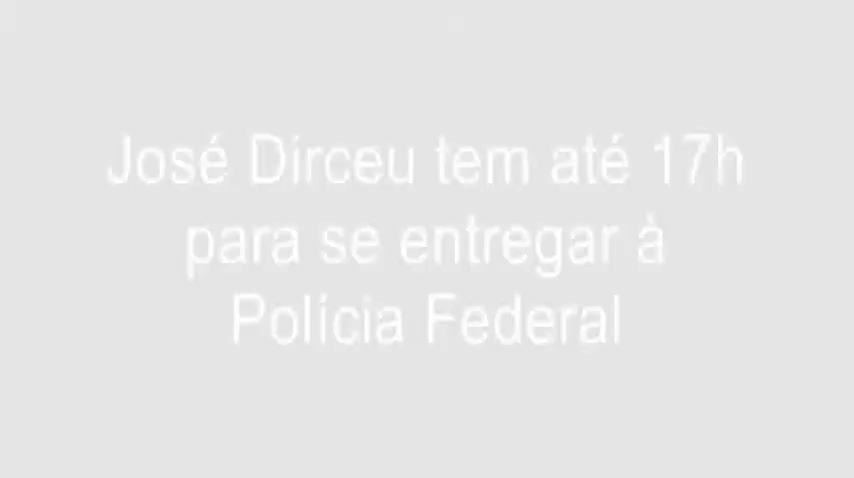 José Dirceu tem até 17h
para se entregar à
Polícia Federal